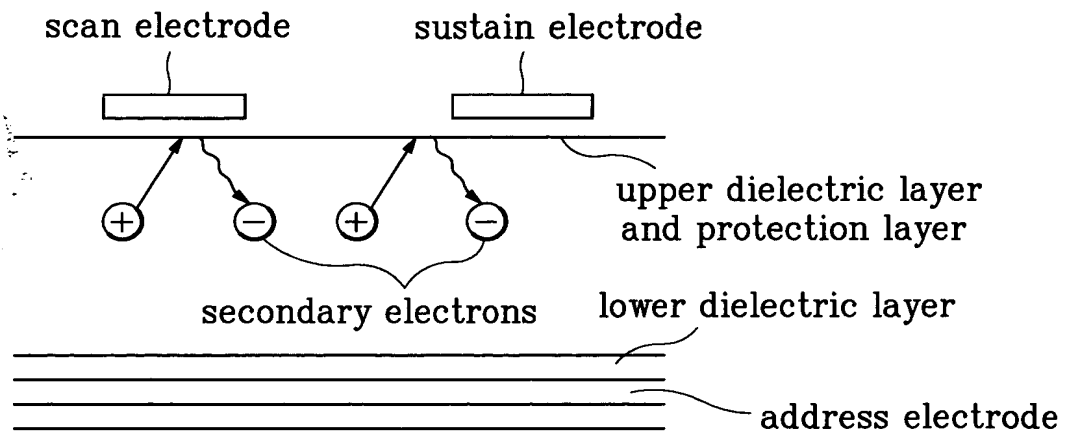 scan electrode
sustain electrode
+
−
+
−
upper dielectric layer
and protection layer
secondary electrons
lower dielectric layer
address electrode